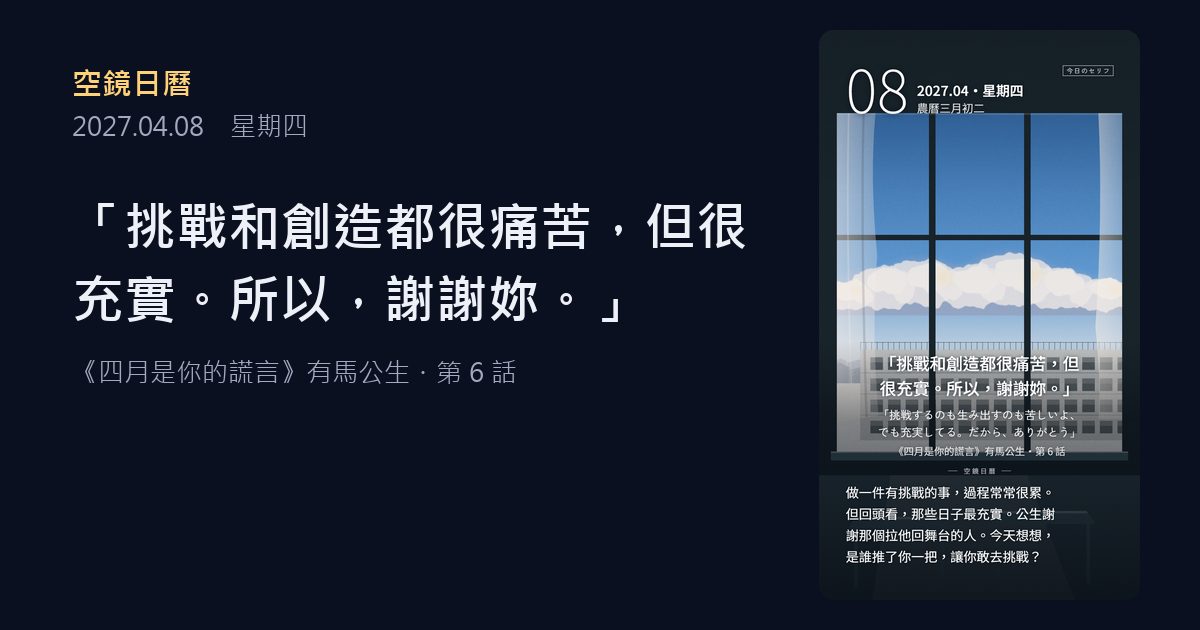 空鏡日曆
2027.04.08 星期四
「挑戰和創造都很痛苦，但很
充實。所以，謝謝妳。」
《四月是你的謊言》有馬公生．第 6 話
今日のセリフ
08
2027.04・星期四
農曆三月初二
「挑戰和創造都很痛苦，但
很充實。所以，謝謝妳。」
「挑戦するのも生み出すのも苦しいよ、
でも充実してる。だから、ありがとう」
《四月是你的謊言》有馬公生・第 6 話
— 空鏡日曆 —
做一件有挑戰的事，過程常常很累。
但回頭看，那些日子最充實。公生謝
謝那個拉他回舞台的人。今天想想，
是誰推了你一把，讓你敢去挑戰？